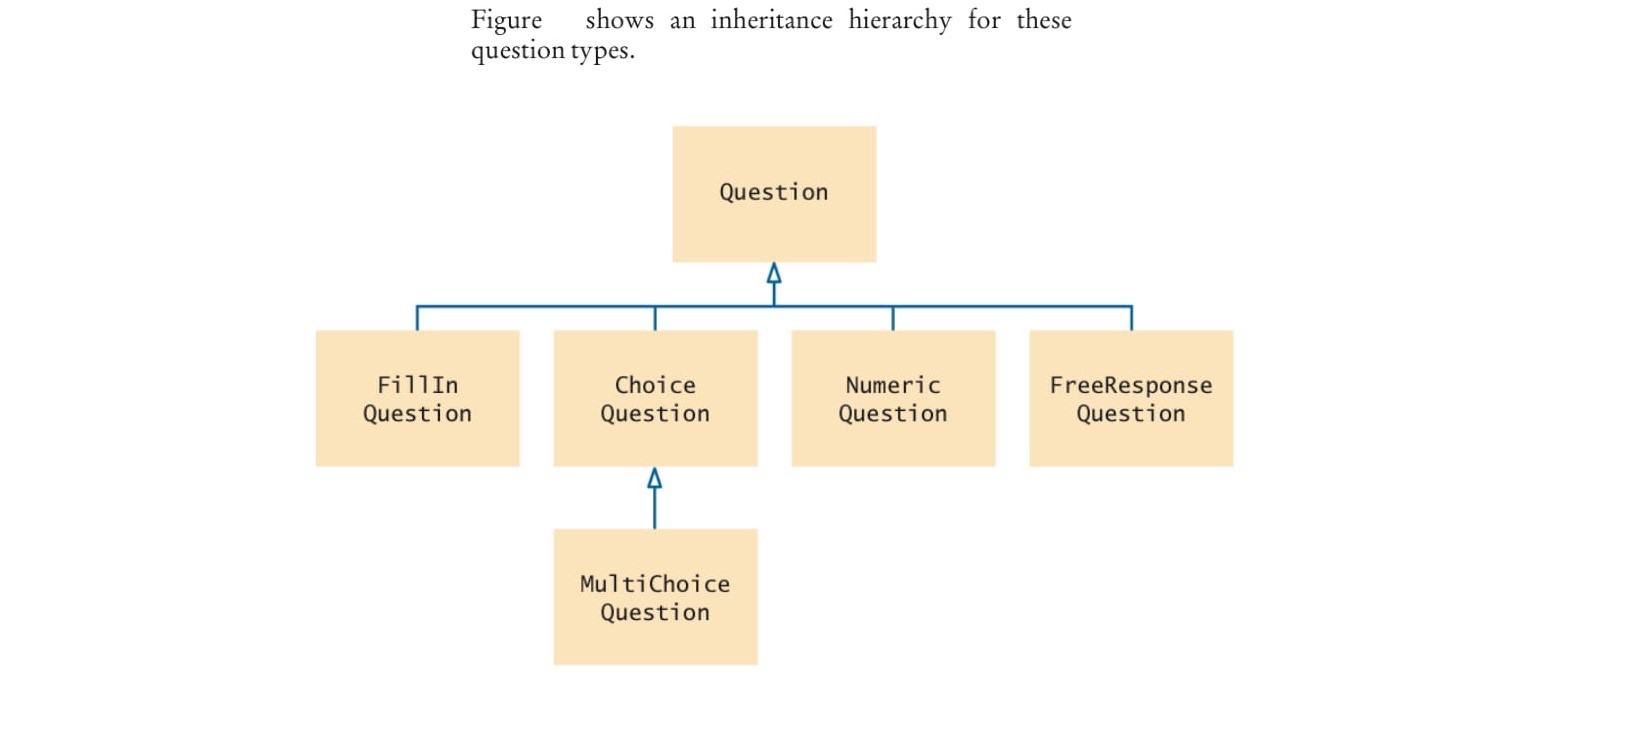 Figure shows an inheritance hierarchy for these
question types.
Question
FillIn
Question
Choice
Question
Numeric
Question
FreeResponse
Question
MultiChoice
Question